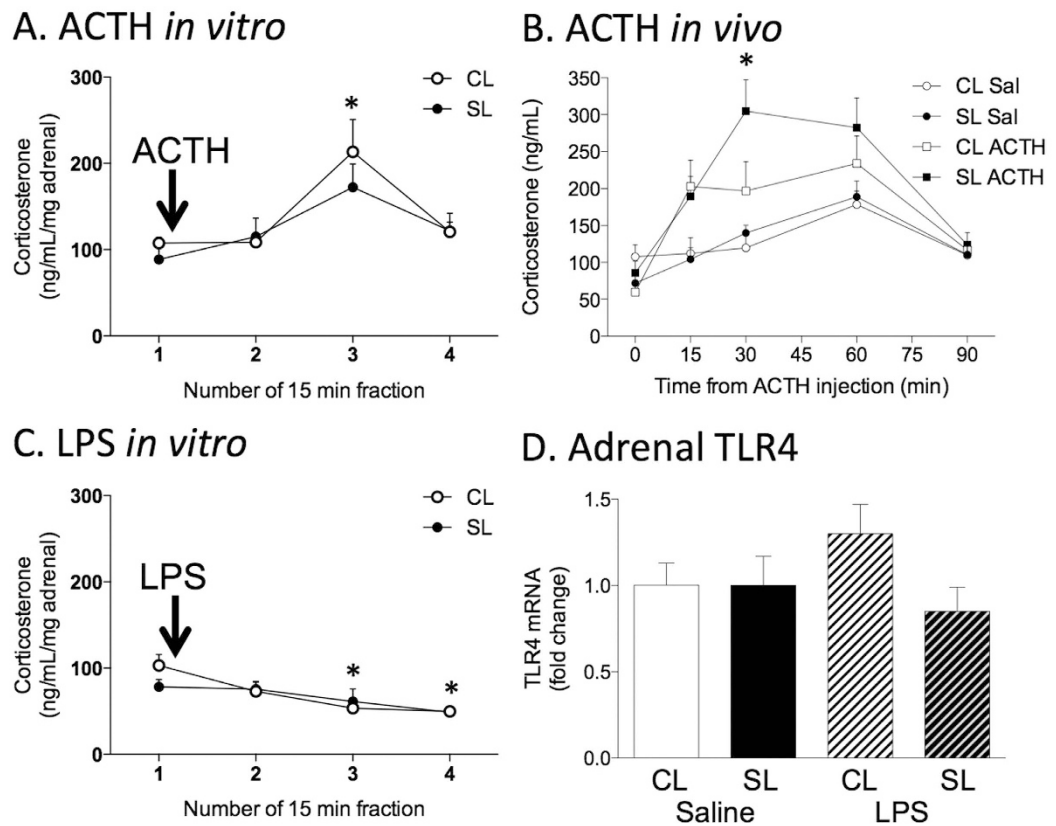 A. ACTH in vitro
Corticosterone
(ng/mL/mg adrenal)
300
200
100
0
ACTH
*
CL
SL
1 2 3 4
Number of 15 min fraction
B. ACTH in vivo
Corticosterone (ng/mL)
350
300
250
200
150
100
50
0
*
CL Sal
SL Sal
CL ACTH
SL ACTH
0 15 30 45 60 75 90
Time from ACTH injection (min)
C. LPS in vitro
Corticosterone
(ng/mL/mg adrenal)
300
200
100
0
LPS
* *
CL
SL
1 2 3 4
Number of 15 min fraction
D. Adrenal TLR4
TLR4 mRNA
(fold change)
1.5
1.0
0.5
0.0
CL SL CL SL
Saline LPS